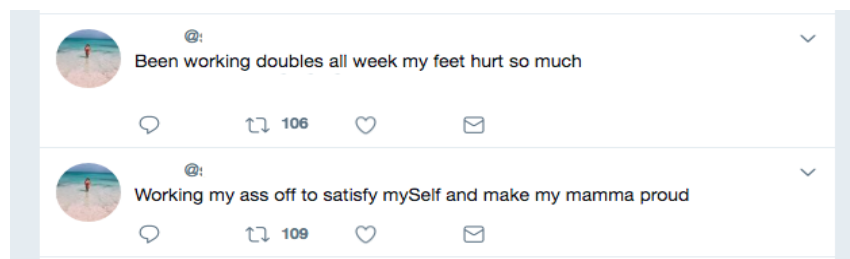 @:
Been working doubles all week my feet hurt so much
106
@:
Working my ass off to satisfy mySelf and make my mamma proud
109